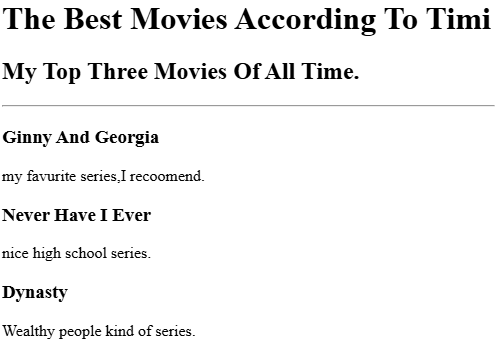 The Best Movies According To Timi
My Top Three Movies Of All Time.
Ginny And Georgia
my favurite series,I recoomend.
Never Have I Ever
nice high school series.
Dynasty
Wealthy people kind of series.